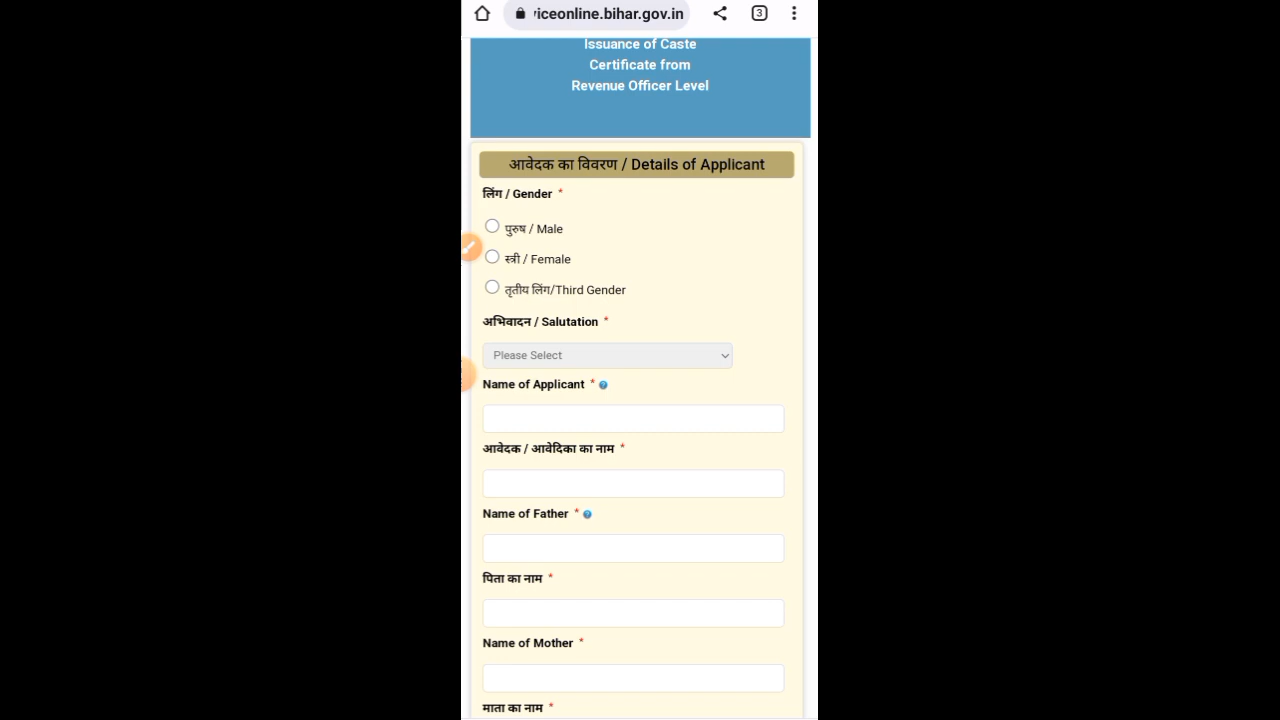 viceonline.bihar.gov.in
3
Issuance of Caste
Certificate from
Revenue Officer Level
आवेदक का विवरण / Details of Applicant
लिंग / Gender *
पुरुष / Male
स्त्री / Female
तृतीय लिंग/Third Gender
अभिवादन / Salutation *
Please Select
Name of Applicant * ?
आवेदक / आवेदिका का नाम *
Name of Father * ?
पिता का नाम *
Name of Mother *
माता का नाम *